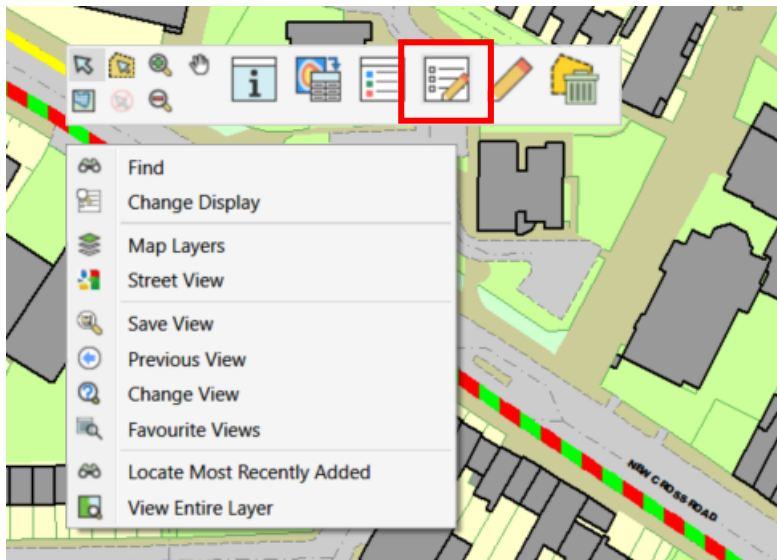 TCB
Find
Change Display
Map Layers
Street View
Save View
Previous View
Change View
Favourite Views
Locate Most Recently Added
View Entire Layer
NEW CROSS ROAD